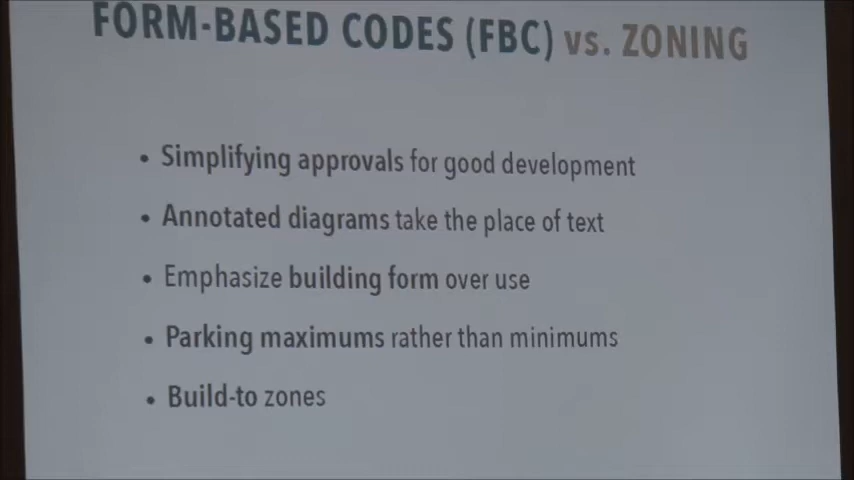 FORM-BASED CODES (FBC) vs. ZONING
• Simplifying approvals for good development
• Annotated diagrams take the place of text
• Emphasize building form over use
• Parking maximums rather than minimums
• Build-to zones